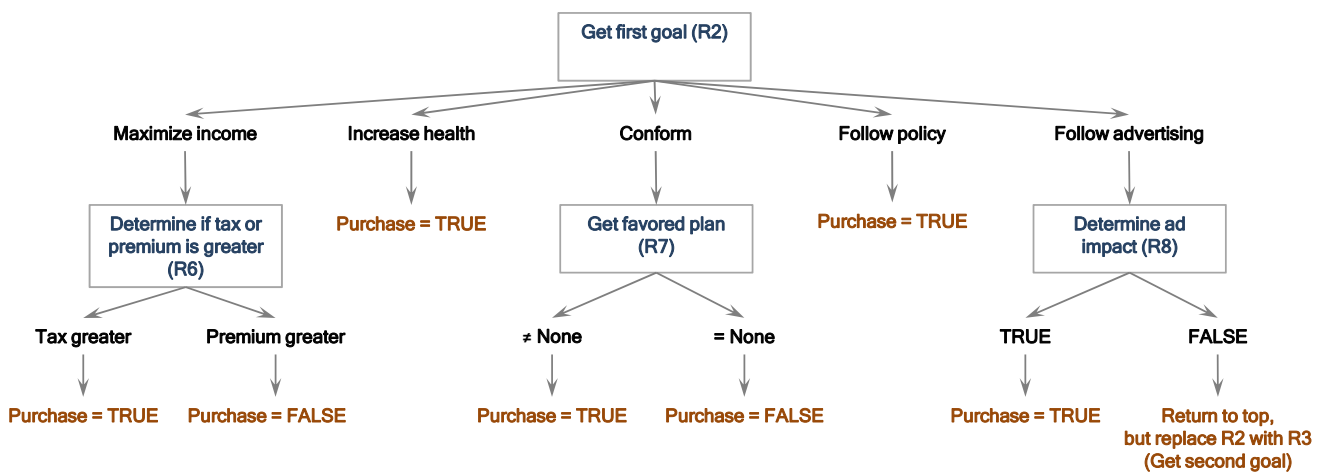 Get first goal (R2)
Maximize income
Increase health
Conform
Follow policy
Follow advertising
Determine if tax or
premium is greater
(R6)
Purchase = TRUE
Get favored plan
(R7)
Purchase = TRUE
Determine ad
impact (R8)
Tax greater
Premium greater
≠ None
= None
TRUE
FALSE
Purchase = TRUE
Purchase = FALSE
Purchase = TRUE
Purchase = FALSE
Purchase = TRUE
Return to top,
but replace R2 with R3
(Get second goal)